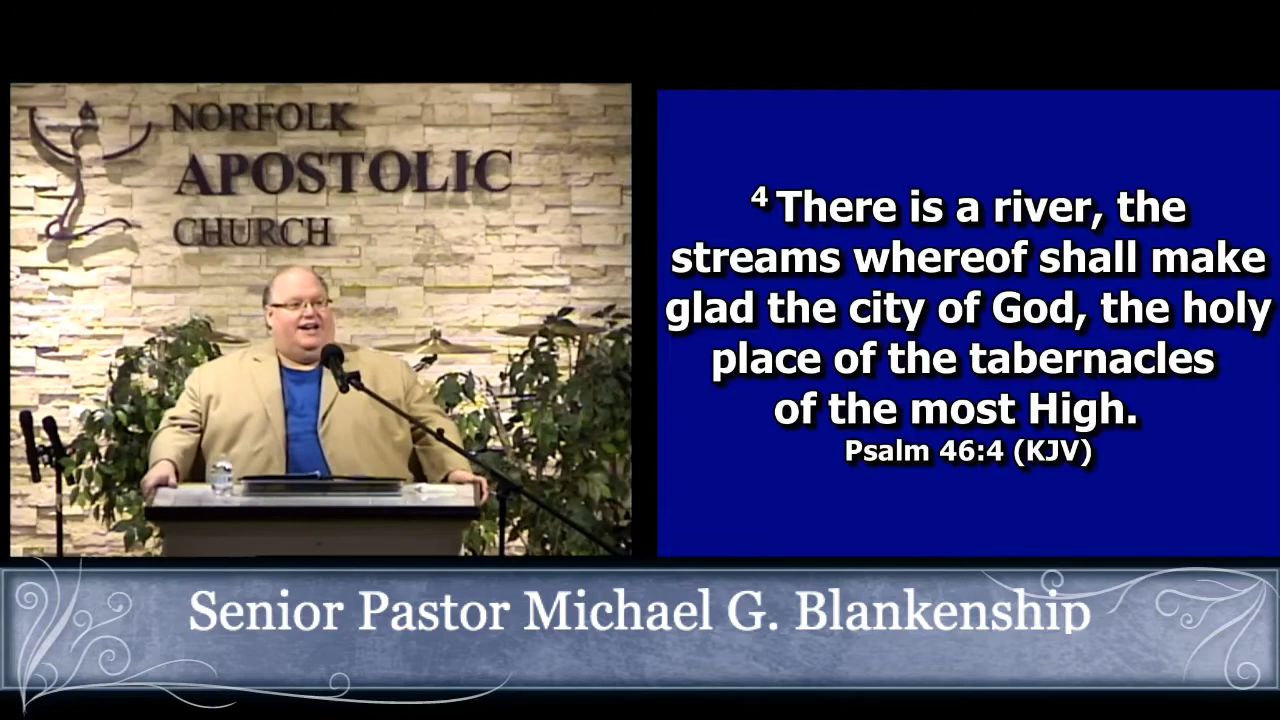 NORFOLK
APOSTOLIC
CHURCH
4 There is a river, the
streams whereof shall make
glad the city of God, the holy
place of the tabernacles
of the most High.
Psalm 46:4 (KJV)
Senior Pastor Michael G. Blankenship